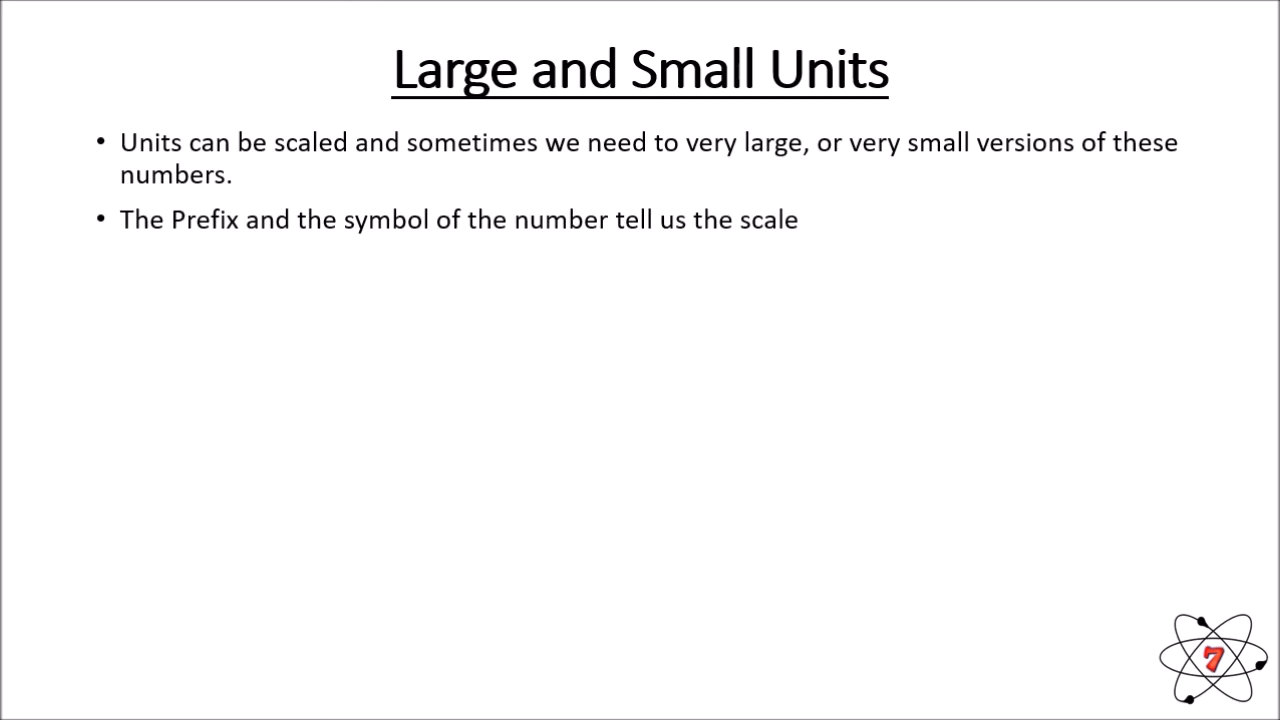 Large and Small Units
• Units can be scaled and sometimes we need to very large, or very small versions of these
numbers.
• The Prefix and the symbol of the number tell us the scale
7